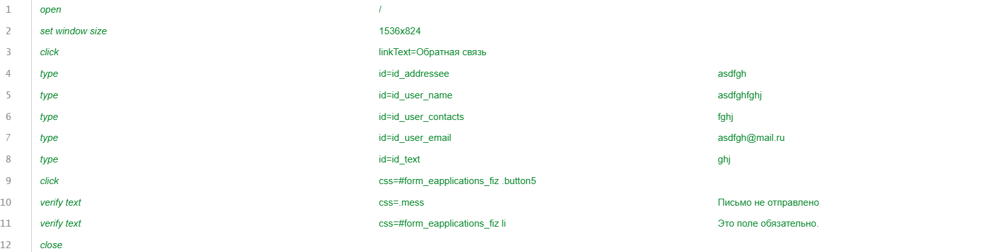 1 open /
2 set window size 1536x824
3 click linkText=Обратная связь
4 type id=id_addressee asdfgh
5 type id=id_user_name asdfghfghj
6 type id=id_user_contacts fghj
7 type id=id_user_email asdfgh@mail.ru
8 type id=id_text ghj
9 click css=#form_eapplications_fiz .button5
10 verify text css=.mess Письмо не отправлено
11 verify text css=#form_eapplications_fiz li Это поле обязательно.
12 close